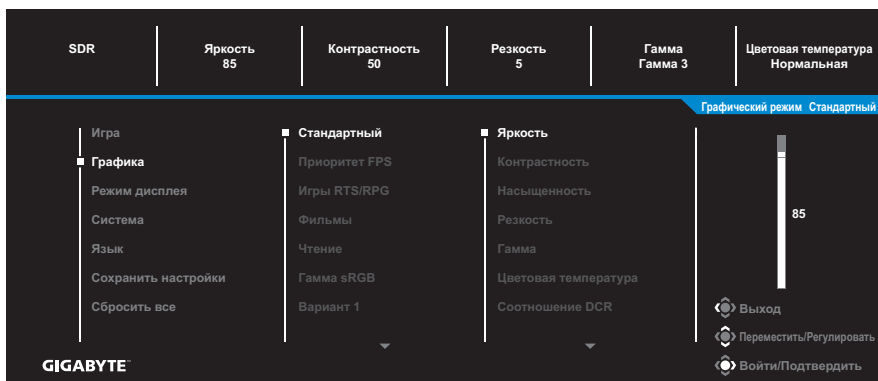 SDR
Яркость
85
Контрастность
50
Резкость
5
Гамма
Гамма 3
Цветовая температура
Нормальная
Графический режим Стандартный
Игра
Графика
Режим дисплея
Система
Язык
Сохранить настройки
Сбросить все
Стандартный
Приоритет FPS
Игры RTS/RPG
Фильмы
Чтение
Гамма sRGB
Вариант 1
Яркость
Контрастность
Насыщенность
Резкость
Гамма
Цветовая температура
Соотношение DCR
85
Выход
Переместить/Регулировать
Войти/Подтвердить
GIGABYTE™